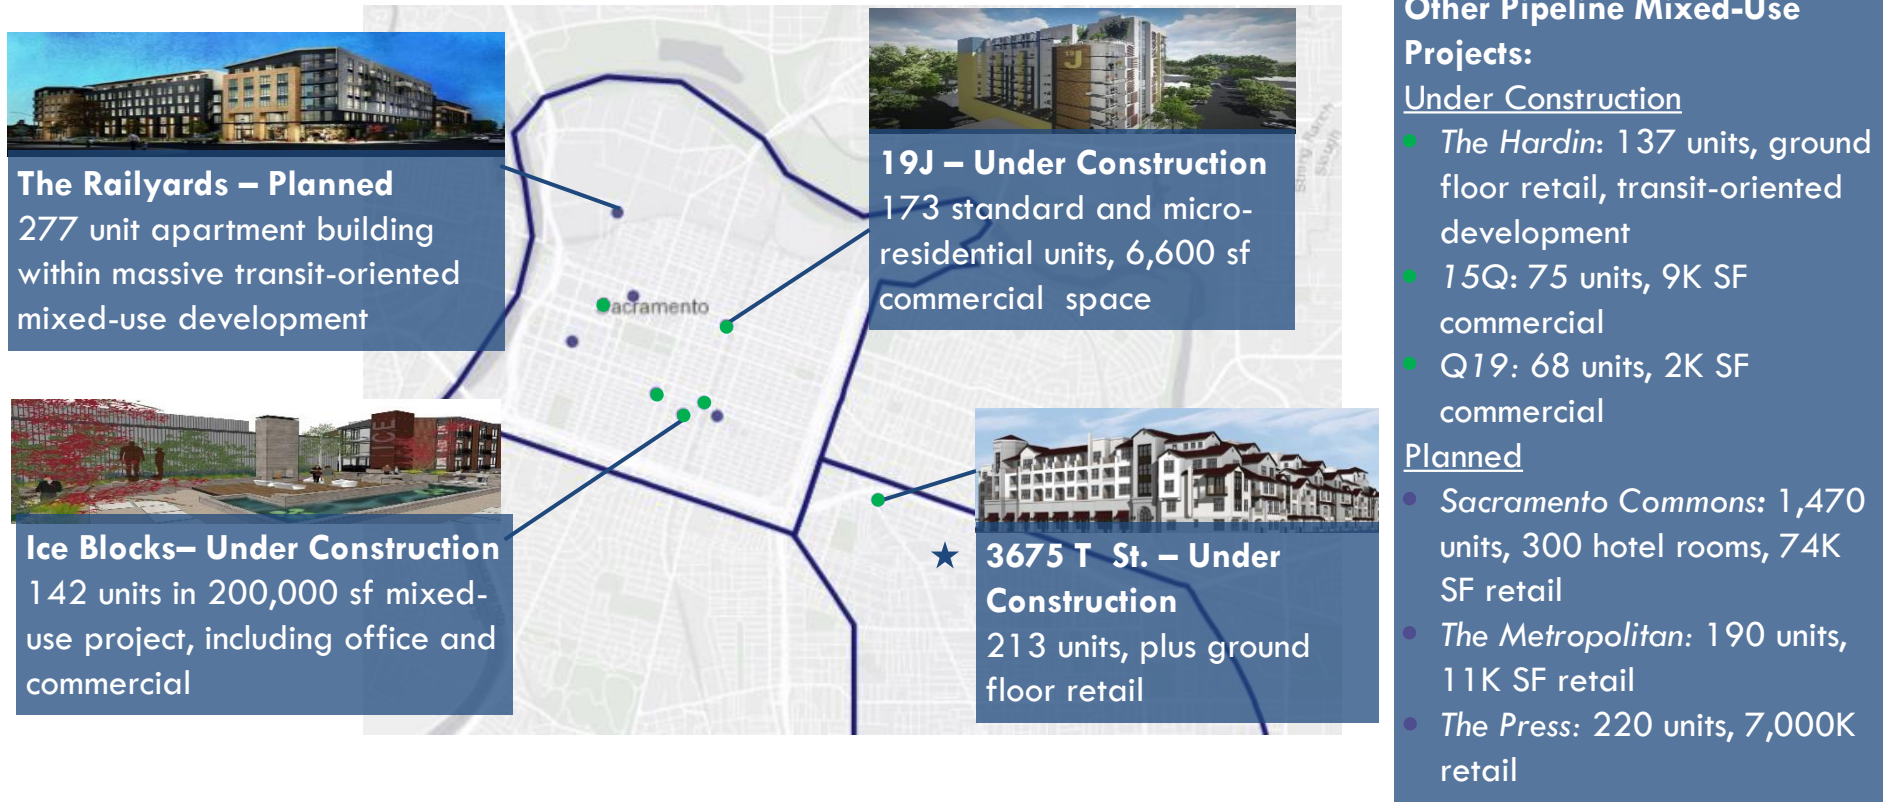 The Railyards – Planned
277 unit apartment building
within massive transit-oriented
mixed-use development
J
19J – Under Construction
173 standard and micro-
residential units, 6,600 sf
commercial space
Sacramento
ICE
Ice Blocks– Under Construction
142 units in 200,000 sf mixed-
use project, including office and
commercial
3675 T St. – Under
Construction
213 units, plus ground
floor retail
Other Pipeline Mixed-Use
Projects:
Under Construction
The Hardin: 137 units, ground
floor retail, transit-oriented
development
15Q: 75 units, 9K SF
commercial
Q19: 68 units, 2K SF
commercial
Planned
Sacramento Commons: 1,470
units, 300 hotel rooms, 74K
SF retail
The Metropolitan: 190 units,
11K SF retail
The Press: 220 units, 7,000K
retail